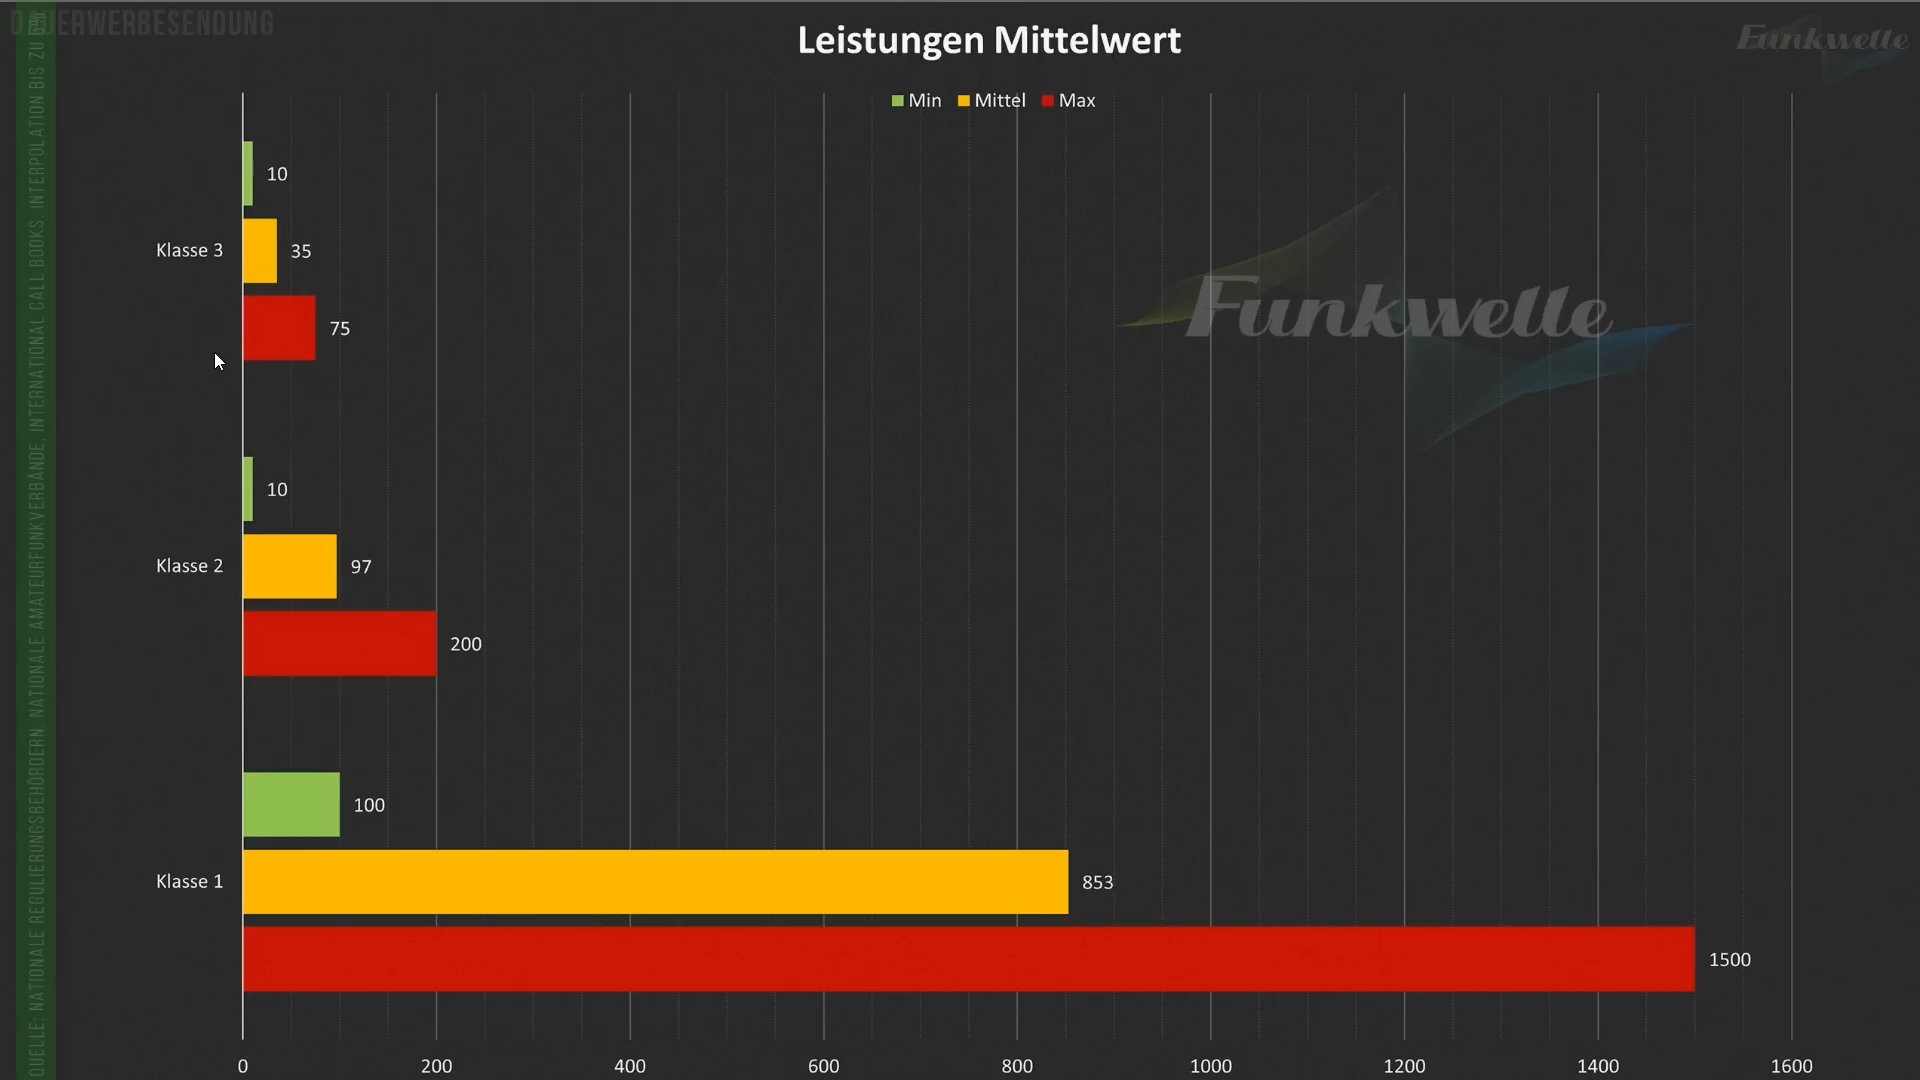 DAUERWERBESENDUNG
Leistungen Mittelwert
Funkwelle
Min Mittel Max
10
Klasse 3
35
75
Funkwelle
10
Klasse 2
97
200
100
Klasse 1
853
1500
0 200 400 600 800 1000 1200 1400 1600
QUELLE: NATIONALE REGULIERUNGSBEHÖRDERN, NATIONALE AMATEURFUNKVERBÄNDE, INTERNATIONAL CALL BOOKS, INTERPOLATION BIS ZU